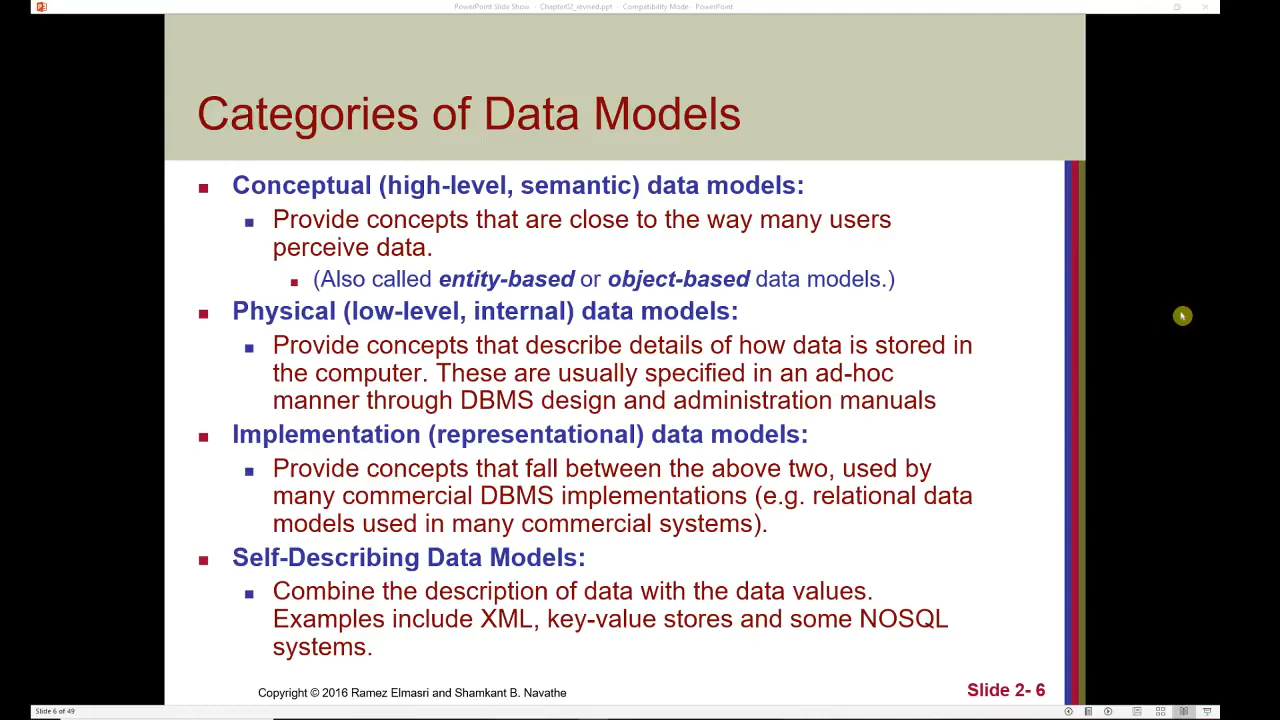 PowerPoint Slide Show - Chapter02_revised.ppt - Compatibility Mode - PowerPoint
Categories of Data Models
Conceptual (high-level, semantic) data models:
Provide concepts that are close to the way many users
perceive data.
(Also called entity-based or object-based data models.)
Physical (low-level, internal) data models:
Provide concepts that describe details of how data is stored in
the computer. These are usually specified in an ad-hoc
manner through DBMS design and administration manuals
Implementation (representational) data models:
Provide concepts that fall between the above two, used by
many commercial DBMS implementations (e.g. relational data
models used in many commercial systems).
Self-Describing Data Models:
Combine the description of data with the data values.
Examples include XML, key-value stores and some NOSQL
systems.
Copyright © 2016 Ramez Elmasri and Shamkant B. Navathe
Slide 2- 6
Slide 6 of 49